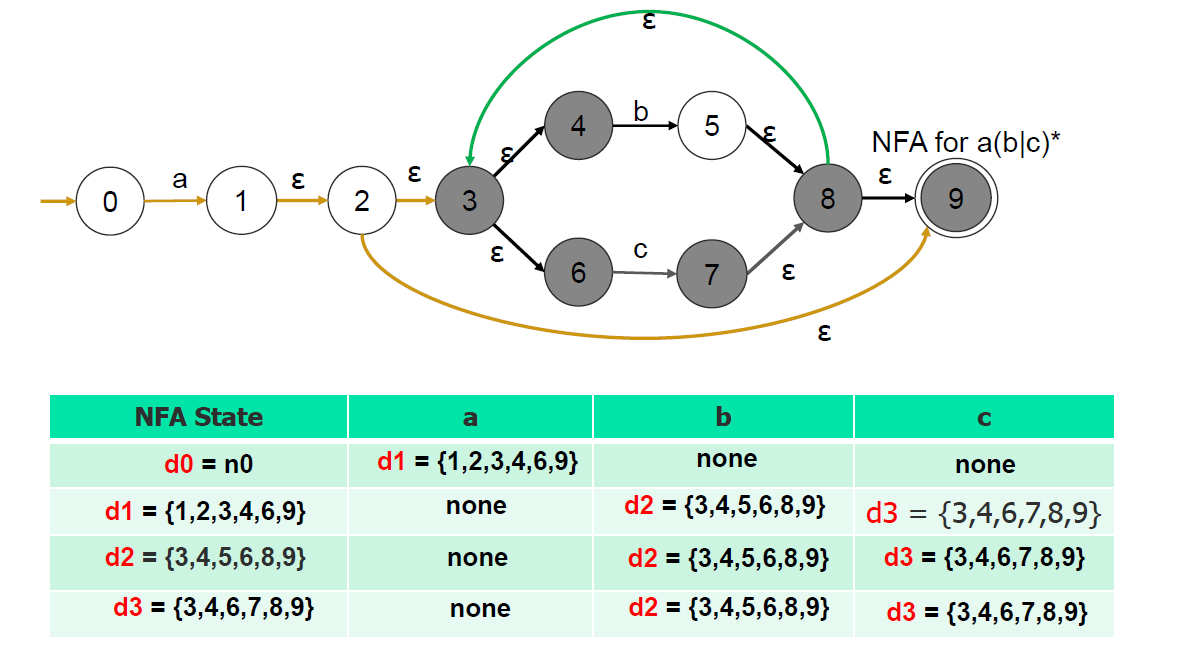 ε
4
b
5
ε
NFA for a(b|c)*
ε
0
a
1
ε
2
ε
3
8
ε
9
ε
6
c
7
ε
ε
NFA State a b c
d0 = n0 d1 = {1,2,3,4,6,9} none none
d1 = {1,2,3,4,6,9} none d2 = {3,4,5,6,8,9} d3 = {3,4,6,7,8,9}
d2 = {3,4,5,6,8,9} none d2 = {3,4,5,6,8,9} d3 = {3,4,6,7,8,9}
d3 = {3,4,6,7,8,9} none d2 = {3,4,5,6,8,9} d3 = {3,4,6,7,8,9}